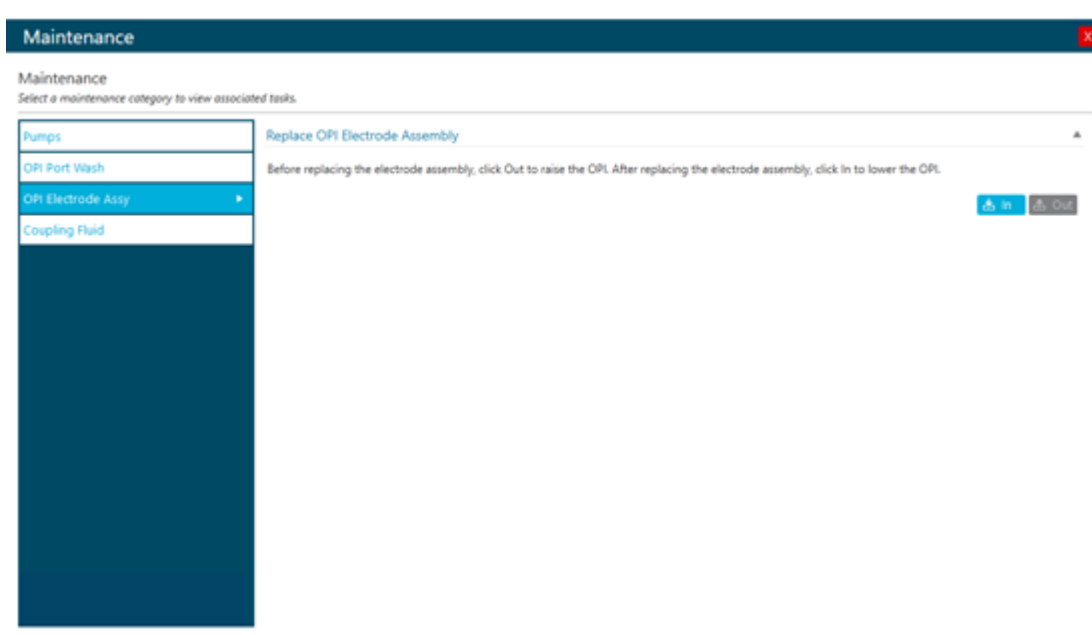 Maintenance
X
Maintenance
Select a maintenance category to view associated tasks.
Pumps
OPI Port Wash
OPI Electrode Assy
Coupling Fluid
Replace OPI Electrode Assembly
Before replacing the electrode assembly, click Out to raise the OPI. After replacing the electrode assembly, click In to lower the OPI.
In Out